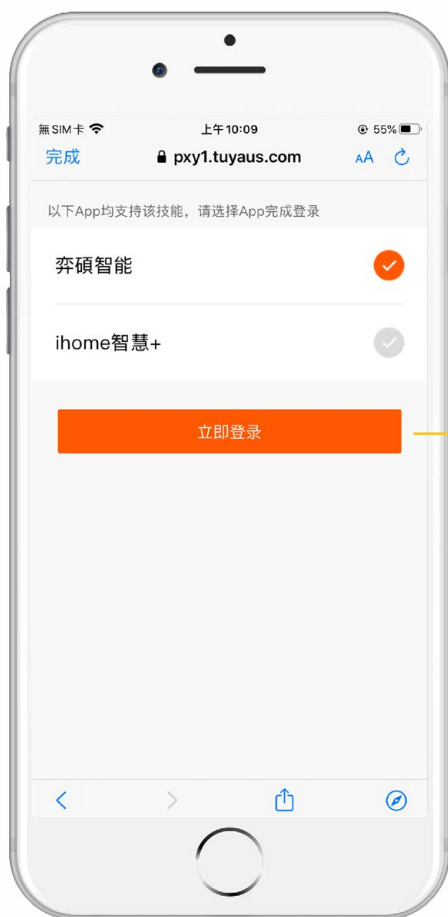 無SIM卡 上午10:09 55%
完成 pxy1.tuyaus.com AA
以下App均支持该技能，请选择App完成登录
弈碩智能
ihome智慧+
立即登录